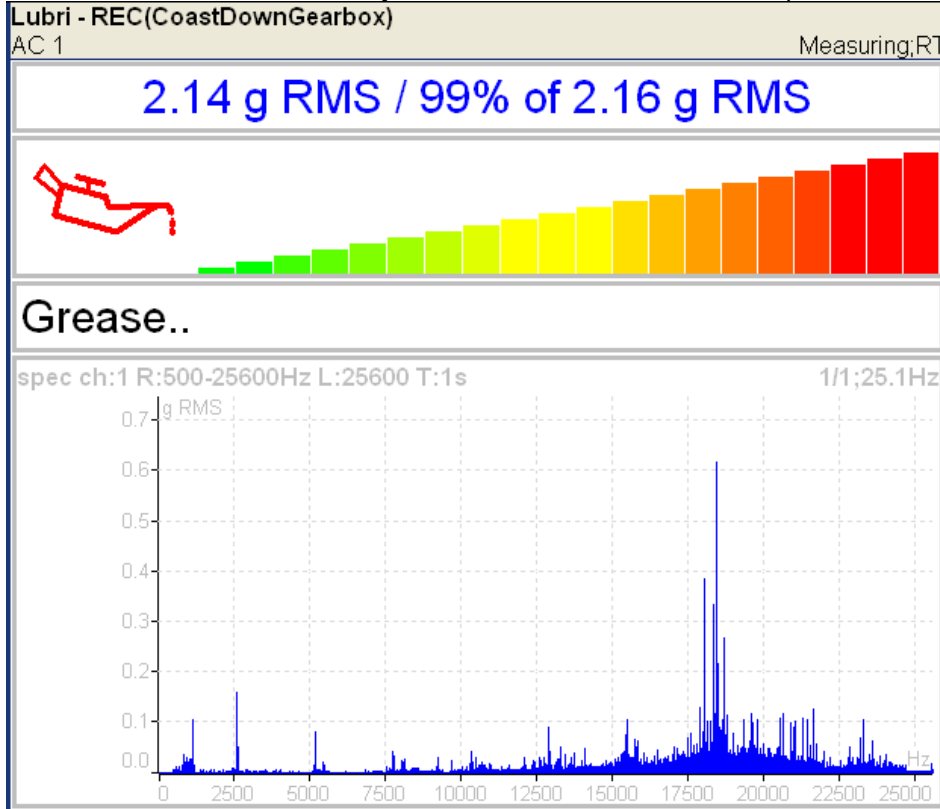 Lubri - REC(CoastDownGearbox)
AC 1 Measuring;RT
2.14 g RMS / 99% of 2.16 g RMS
Grease..
spec ch:1 R:500-25600Hz L:25600 T:1s 1/1;25.1Hz
g RMS
0.7
0.6
0.5
0.4
0.3
0.2
0.1
0.0
Hz
0 2500 5000 7500 10000 12500 15000 17500 20000 22500 25000